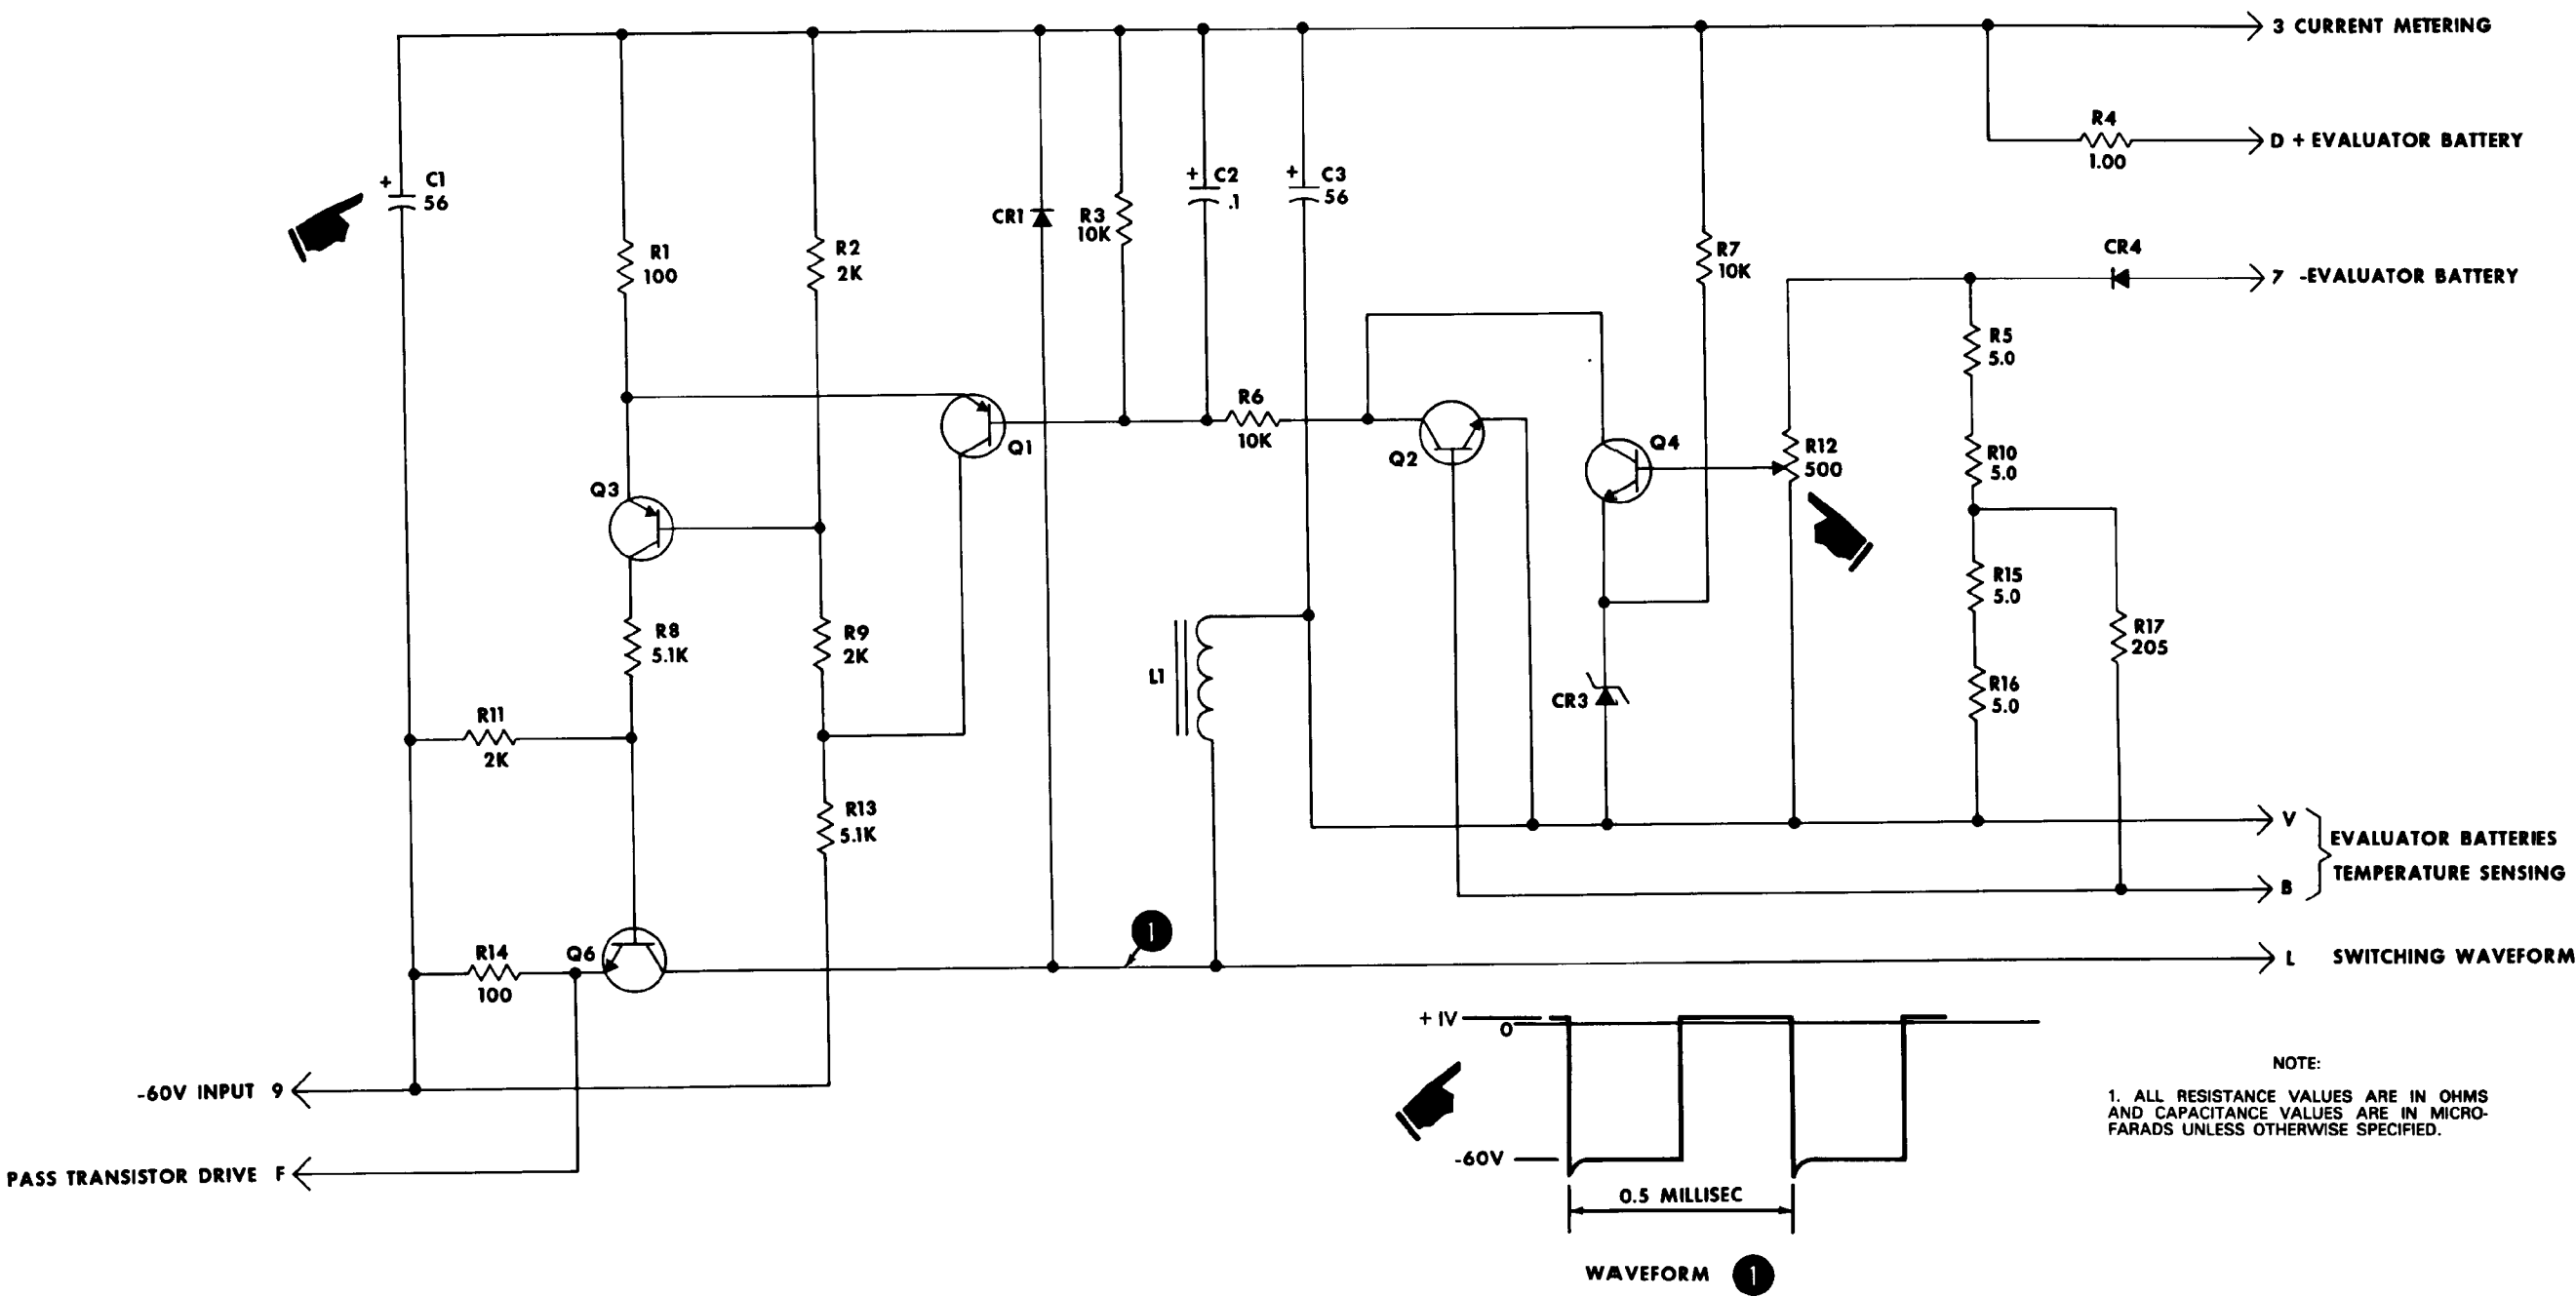 3 CURRENT METERING
R4
1.00
D + EVALUATOR BATTERY
+ C1
56
+ C2
.1
+ C3
56
CR1
R3
10K
R1
100
R2
2K
R7
10K
CR4
7 -EVALUATOR BATTERY
R5
5.0
R6
10K
Q1
Q2
Q4
R12
500
R10
5.0
Q3
R15
5.0
R8
5.1K
R9
2K
L1
R17
205
CR3
R16
5.0
R11
2K
R13
5.1K
V
EVALUATOR BATTERIES
TEMPERATURE SENSING
B
1
R14
100
Q6
L SWITCHING WAVEFORM
+ 1V
0
-60V INPUT 9
NOTE:
1. ALL RESISTANCE VALUES ARE IN OHMS
AND CAPACITANCE VALUES ARE IN MICRO-
FARADS UNLESS OTHERWISE SPECIFIED.
-60V
PASS TRANSISTOR DRIVE F
0.5 MILLISEC
WAVEFORM 1